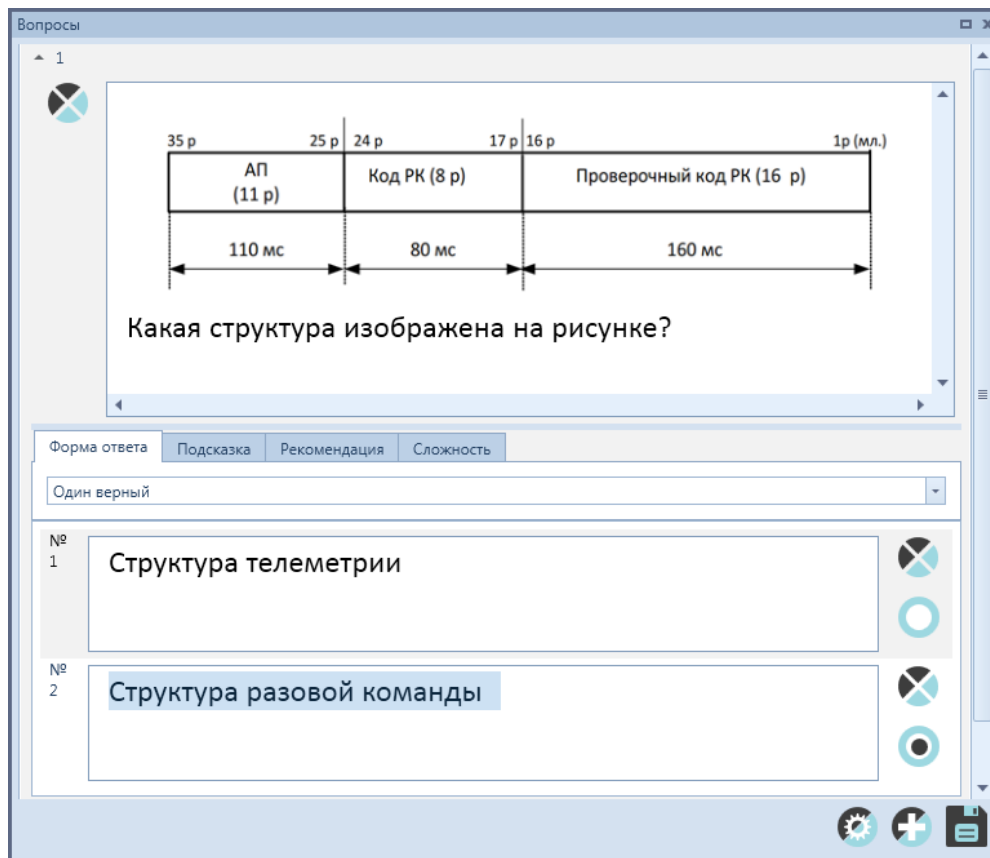 Вопросы
1
35 р 25 р 24 р 17 р 16 р 1р (мл.)
АП
(11 р)
Код РК (8 р)
Проверочный код РК (16 р)
110 мс 80 мс 160 мс
Какая структура изображена на рисунке?
Форма ответа Подсказка Рекомендация Сложность
Один верный
№
1
Структура телеметрии
№
2
Структура разовой команды